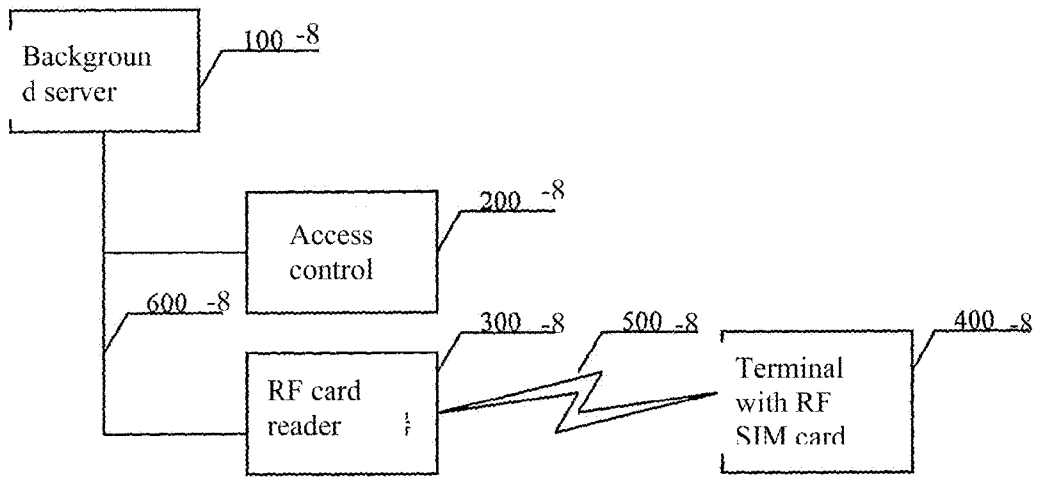 Backgroun
d server
100 -8
Access
control
200 -8
600 -8
RF card
reader
300 -8
500 -8
Terminal
with RF
SIM card
400 -8